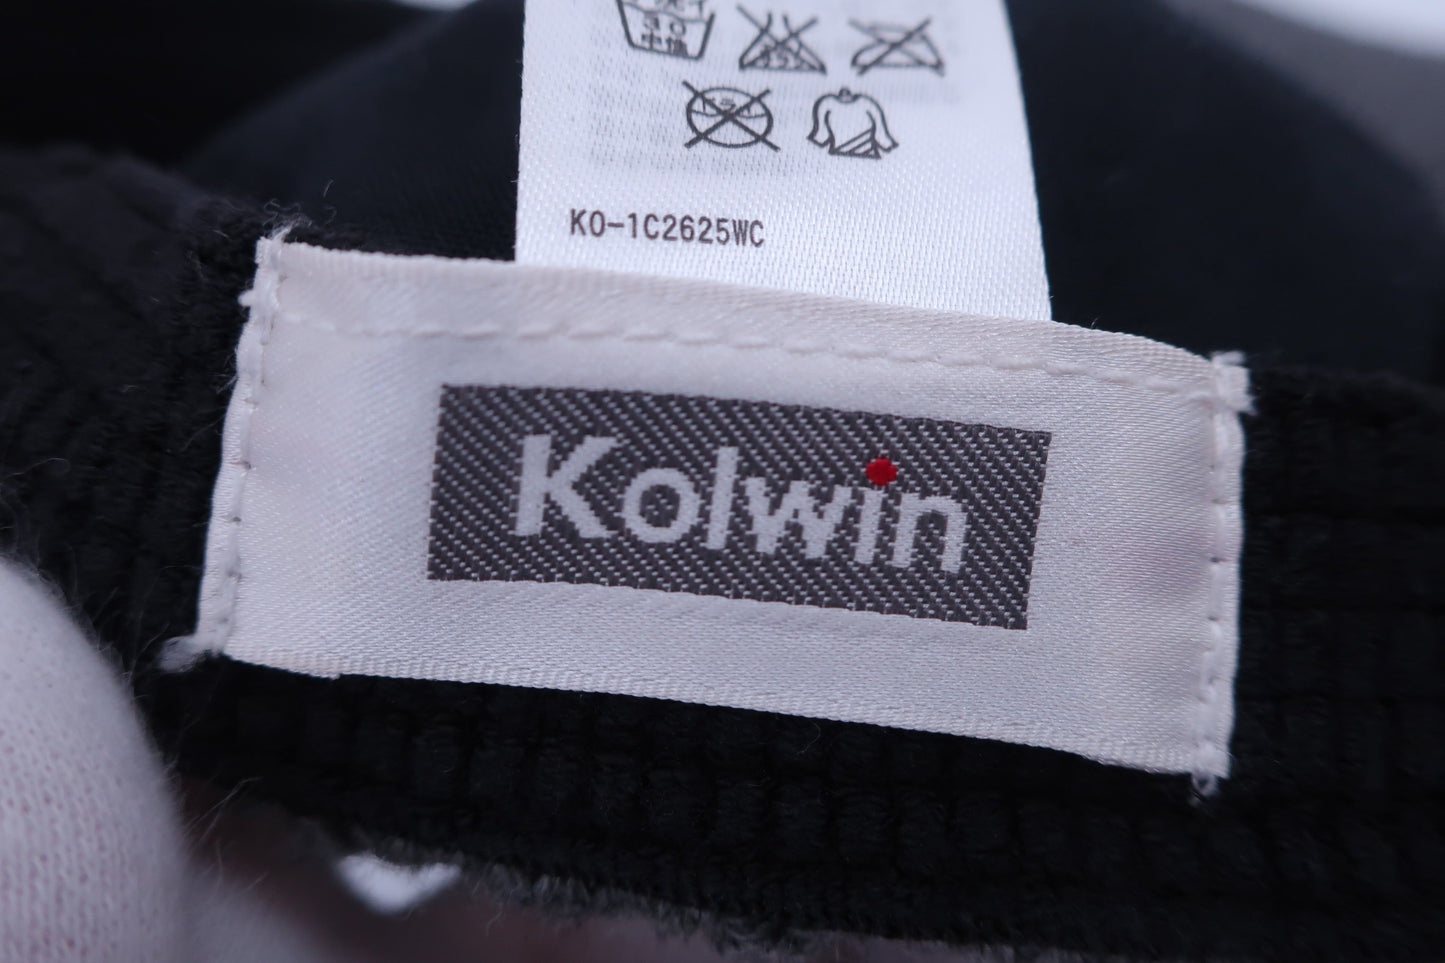 30
中性
KO-1C2625WC
Kolwin